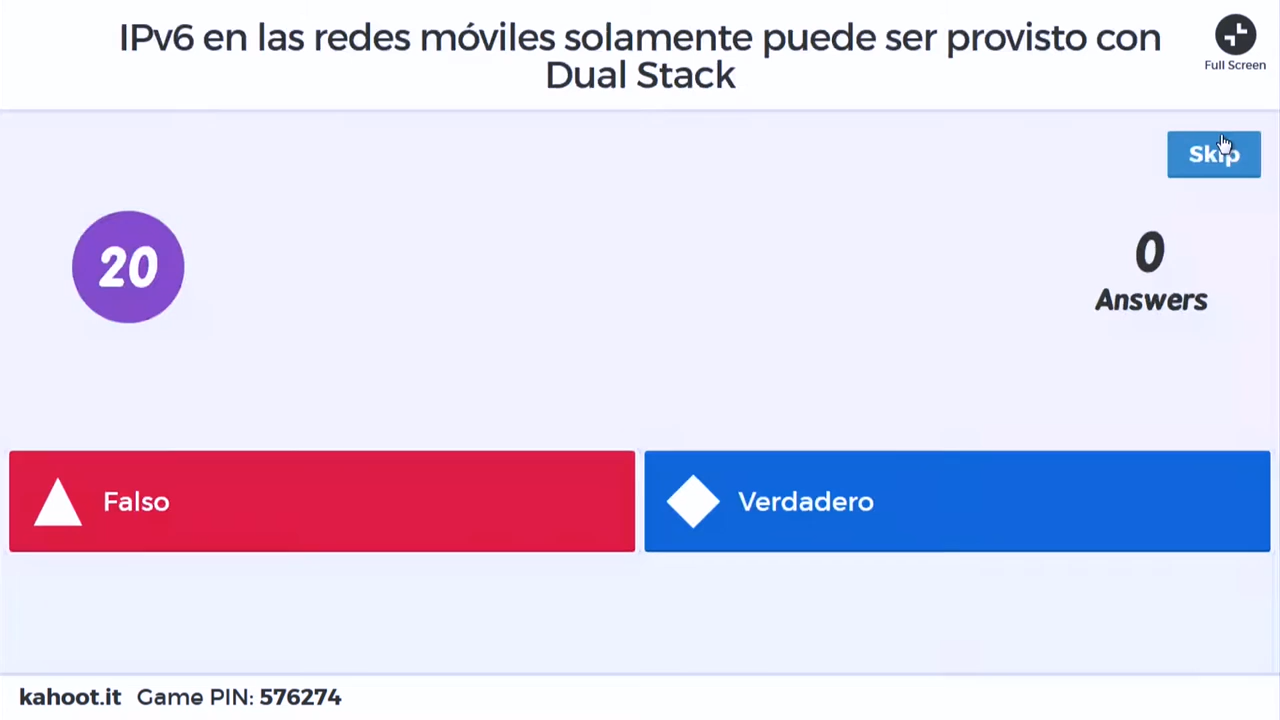 IPv6 en las redes móviles solamente puede ser provisto con
Dual Stack
Full Screen
Skip
20
0
Answers
Falso
Verdadero
kahoot.it Game PIN: 576274